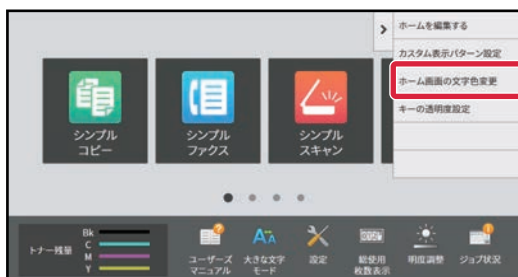 ホームを編集する
カスタム表示パターン設定
ホーム画面の文字色変更
キーの透明度設定
シンプル
コピー
シンプル
ファクス
シンプル
スキャン
トナー残量
Bk
C
M
Y
ユーザーズ
マニュアル
大きな文字
モード
設定
総使用
枚数表示
明度調整
ジョブ状況